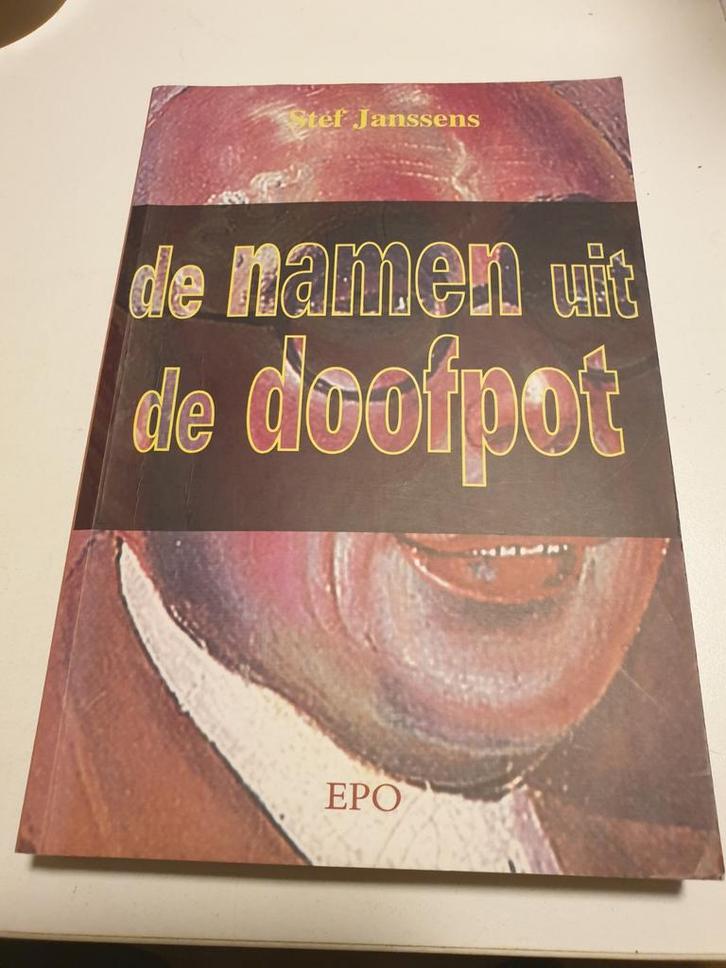 Stef Janssens
de namen uit
de doofpot
EPO